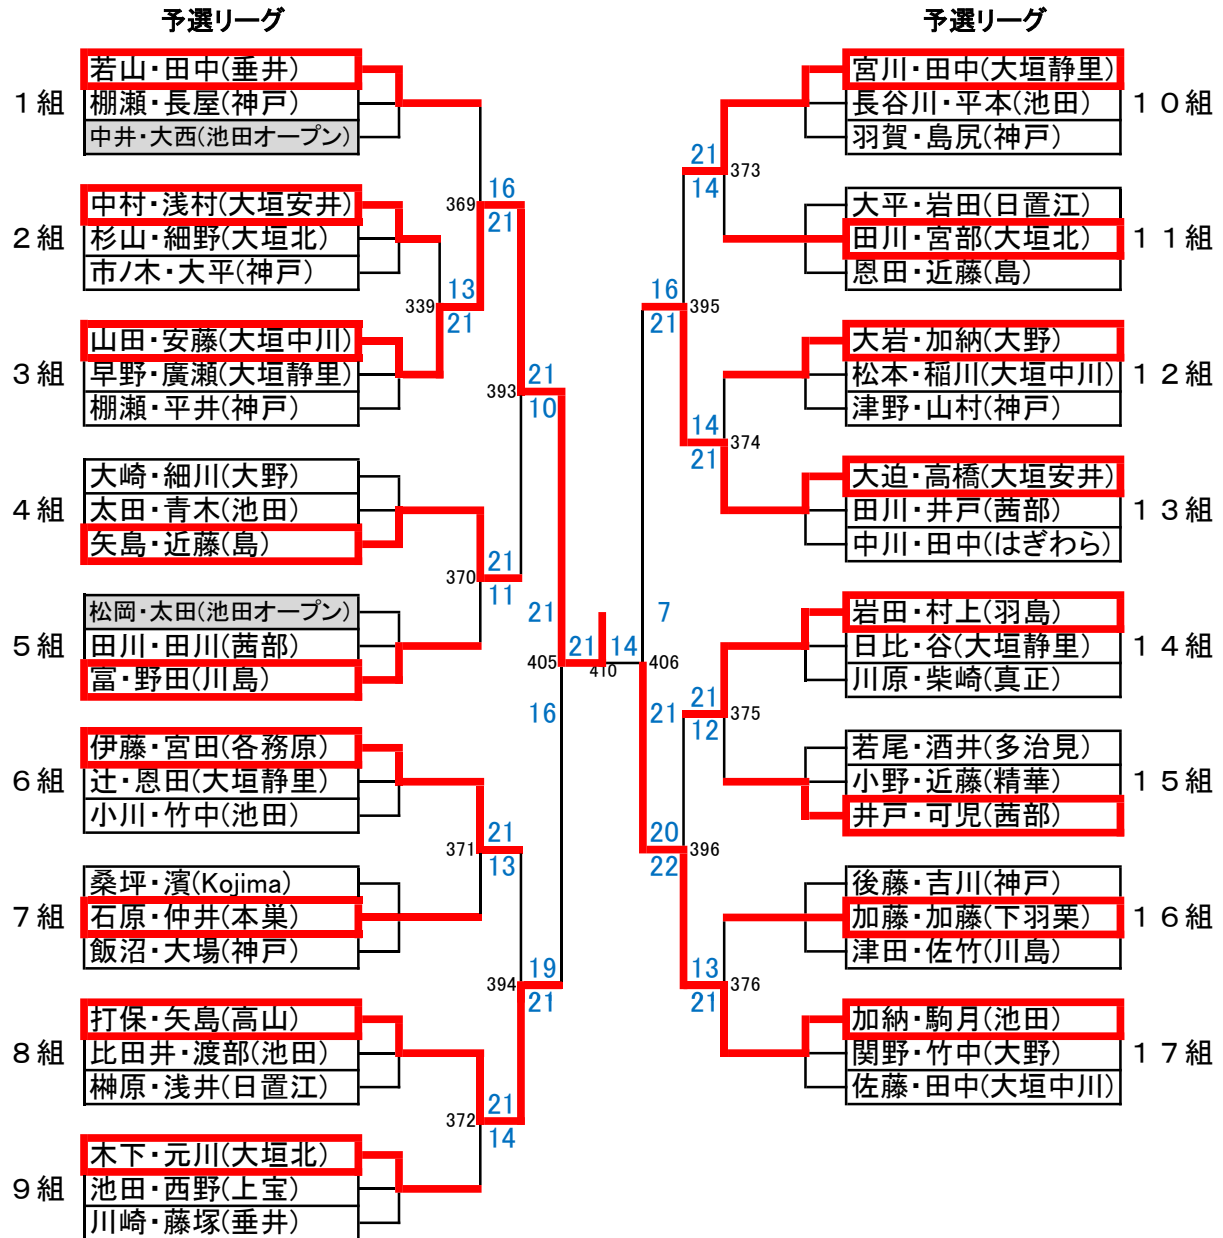 予選リーグ
１組
若山・田中(垂井)
棚瀬・長屋(神戸)
中井・大西(池田オープン)
２組
中村・浅村(大垣安井)
杉山・細野(大垣北)
市ノ木・大平(神戸)
３組
山田・安藤(大垣中川)
早野・廣瀬(大垣静里)
棚瀬・平井(神戸)
４組
大崎・細川(大野)
太田・青木(池田)
矢島・近藤(島)
５組
松岡・太田(池田オープン)
田川・田川(茜部)
富・野田(川島)
６組
伊藤・宮田(各務原)
辻・恩田(大垣静里)
小川・竹中(池田)
７組
桑坪・濱(Kojima)
石原・仲井(本巣)
飯沼・大場(神戸)
８組
打保・矢島(高山)
比田井・渡部(池田)
榊原・浅井(日置江)
９組
木下・元川(大垣北)
池田・西野(上宝)
川崎・藤塚(垂井)
369
16
21
339
13
21
393
21
10
370
21
11
21
405
16
371
21
13
394
19
21
372
21
14
21
14
410
予選リーグ
宮川・田中(大垣静里)
長谷川・平本(池田)
羽賀・島尻(神戸)
１０組
大平・岩田(日置江)
田川・宮部(大垣北)
恩田・近藤(島)
１１組
大岩・加納(大野)
松本・稲川(大垣中川)
津野・山村(神戸)
１２組
大迫・高橋(大垣安井)
田川・井戸(茜部)
中川・田中(はぎわら)
１３組
岩田・村上(羽島)
日比・谷(大垣静里)
川原・柴崎(真正)
１４組
若尾・酒井(多治見)
小野・近藤(精華)
井戸・可児(茜部)
１５組
後藤・吉川(神戸)
加藤・加藤(下羽栗)
津田・佐竹(川島)
１６組
加納・駒月(池田)
関野・竹中(大野)
佐藤・田中(大垣中川)
１７組
21
373
14
16
395
21
14
374
21
7
406
21
21
375
12
20
396
22
13
376
21